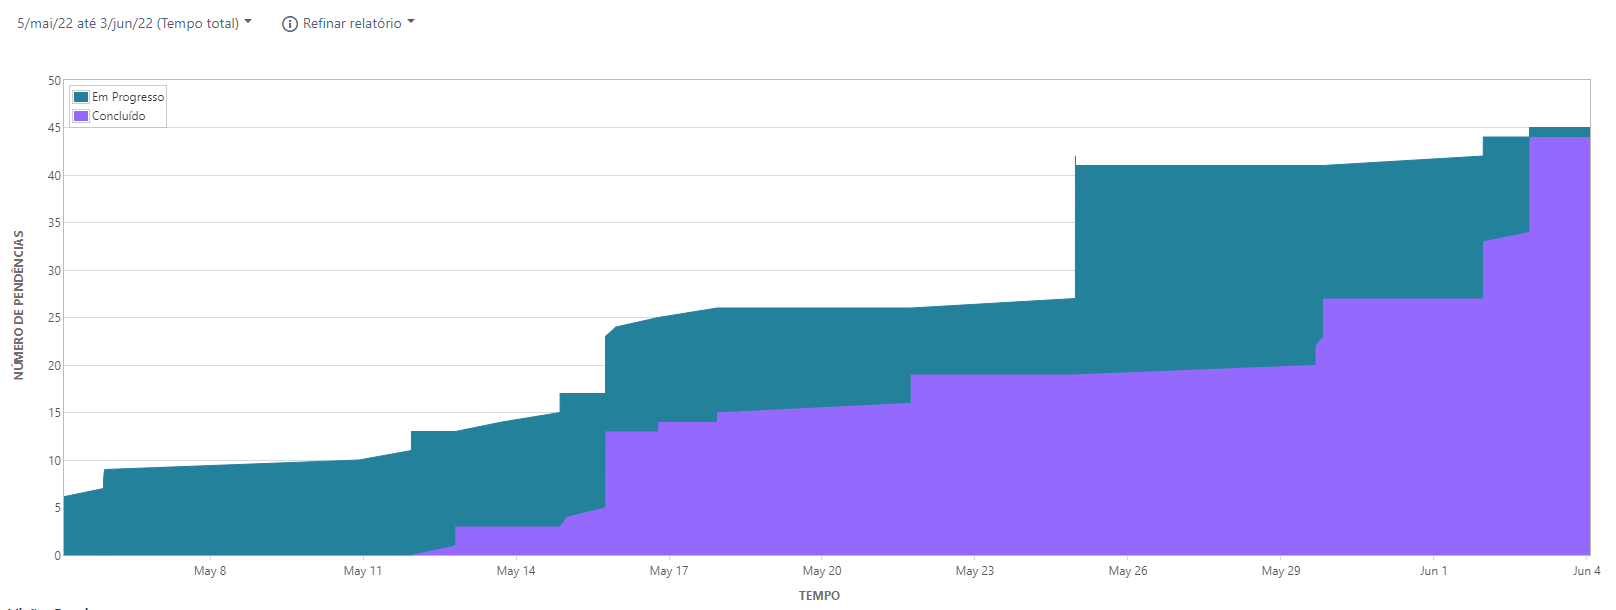 5/mai/22 até 3/jun/22 (Tempo total) Refinar relatório
50
Em Progresso
Concluído
45
40
35
30
25
20
15
10
5
0
NÚMERO DE PENDÊNCIAS
May 8 May 11 May 14 May 17 May 20 May 23 May 26 May 29 Jun 1 Jun 4
TEMPO